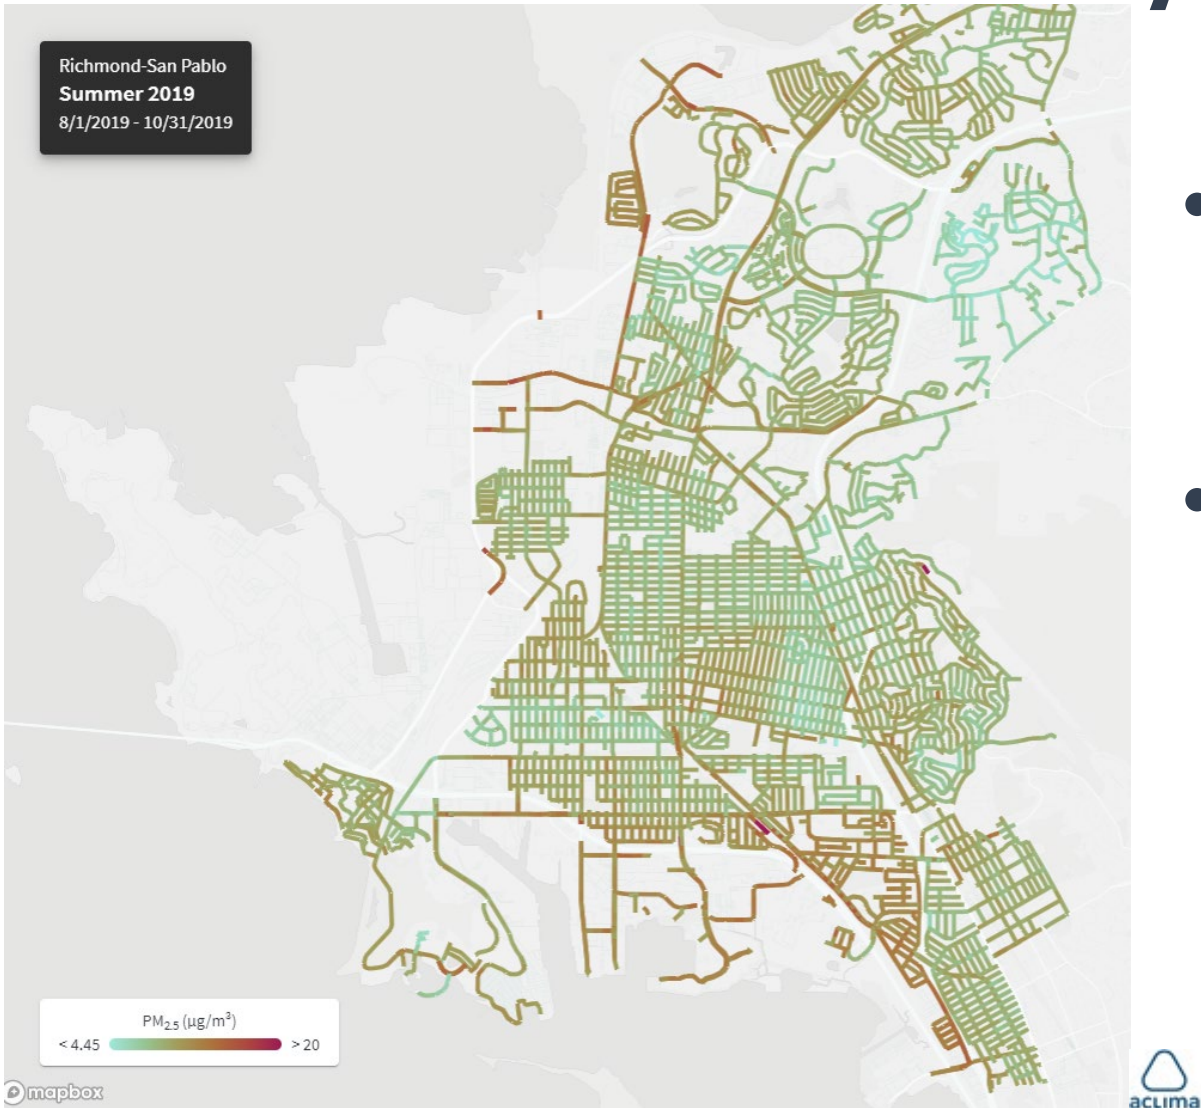 Richmond-San Pablo
Summer 2019
8/1/2019 - 10/31/2019
PM2.5 (µg/m³)
< 4.45 > 20
mapbox
aclima